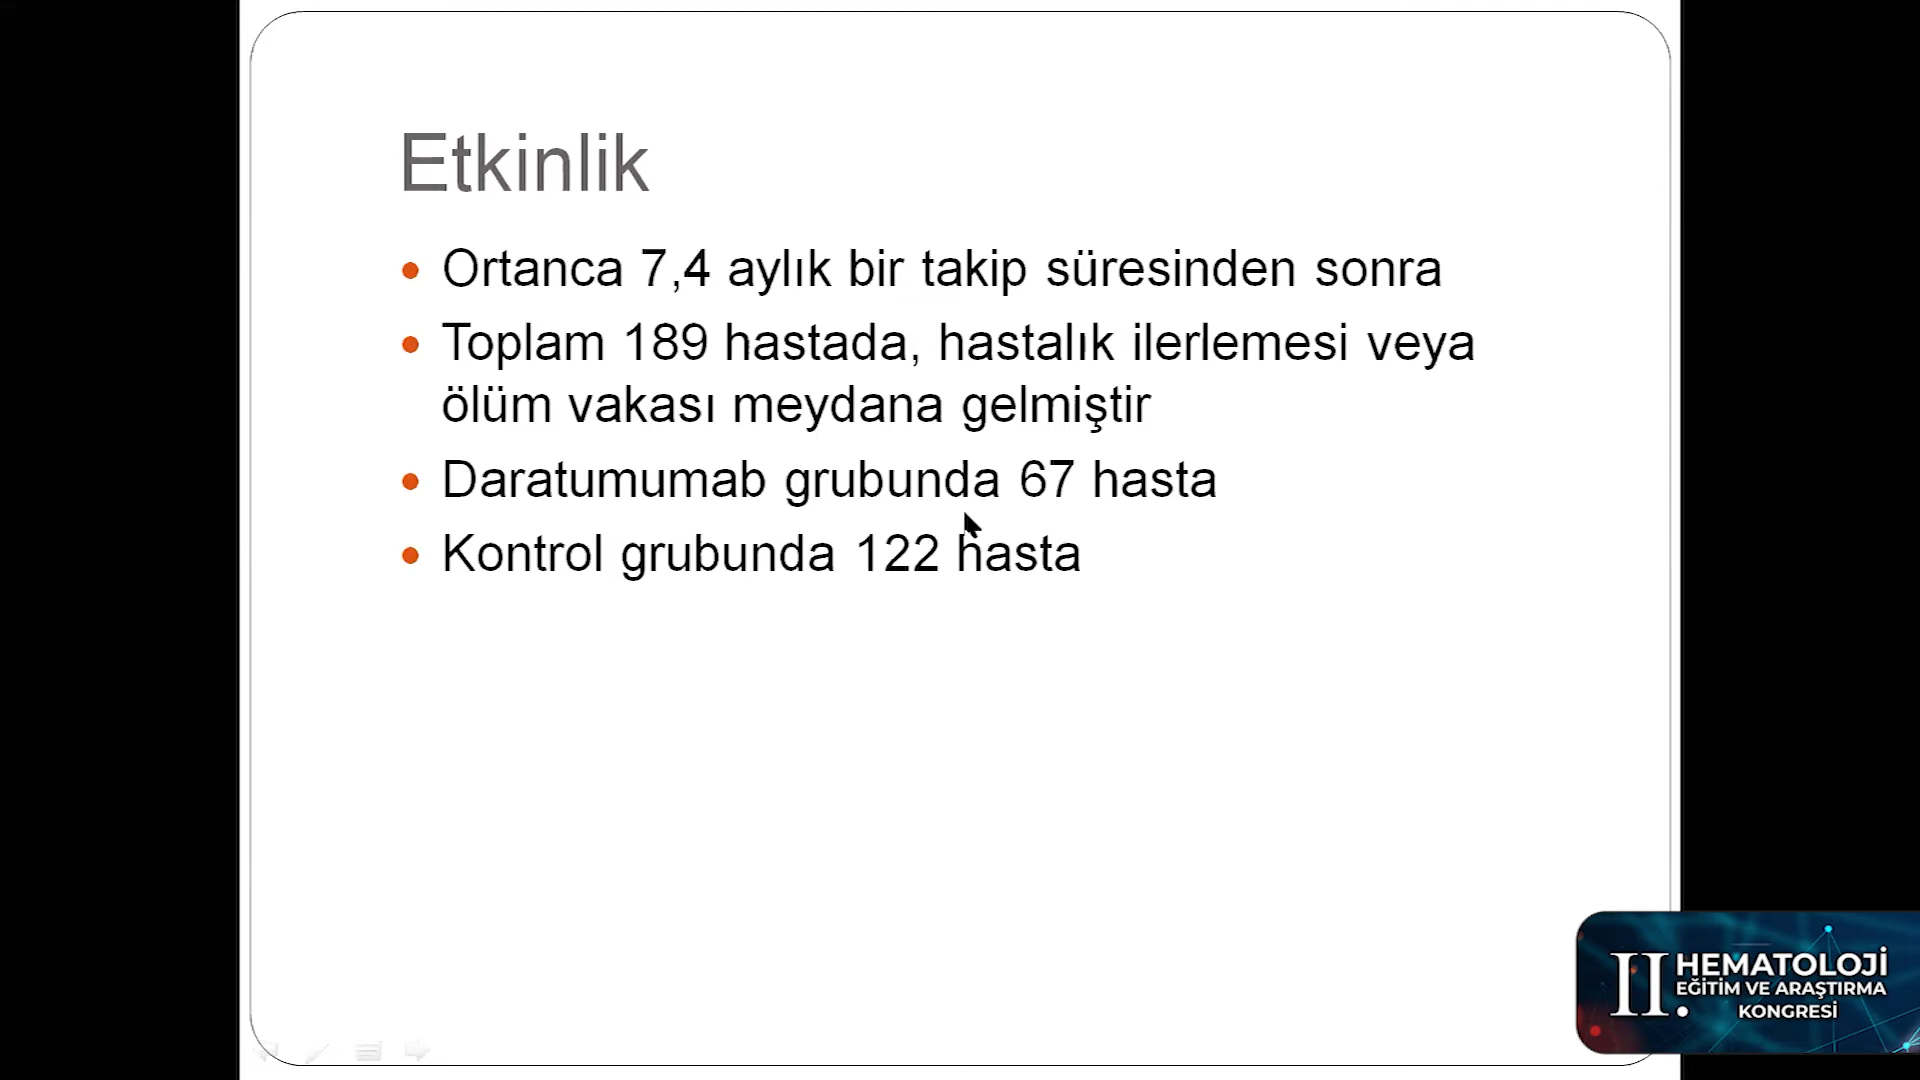 Etkinlik
• Ortanca 7,4 aylık bir takip süresinden sonra
• Toplam 189 hastada, hastalık ilerlemesi veya
ölüm vakası meydana gelmiştir
• Daratumumab grubunda 67 hasta
• Kontrol grubunda 122 hasta
II. HEMATOLOJİ
EĞİTİM VE ARAŞTIRMA
KONGRESİ